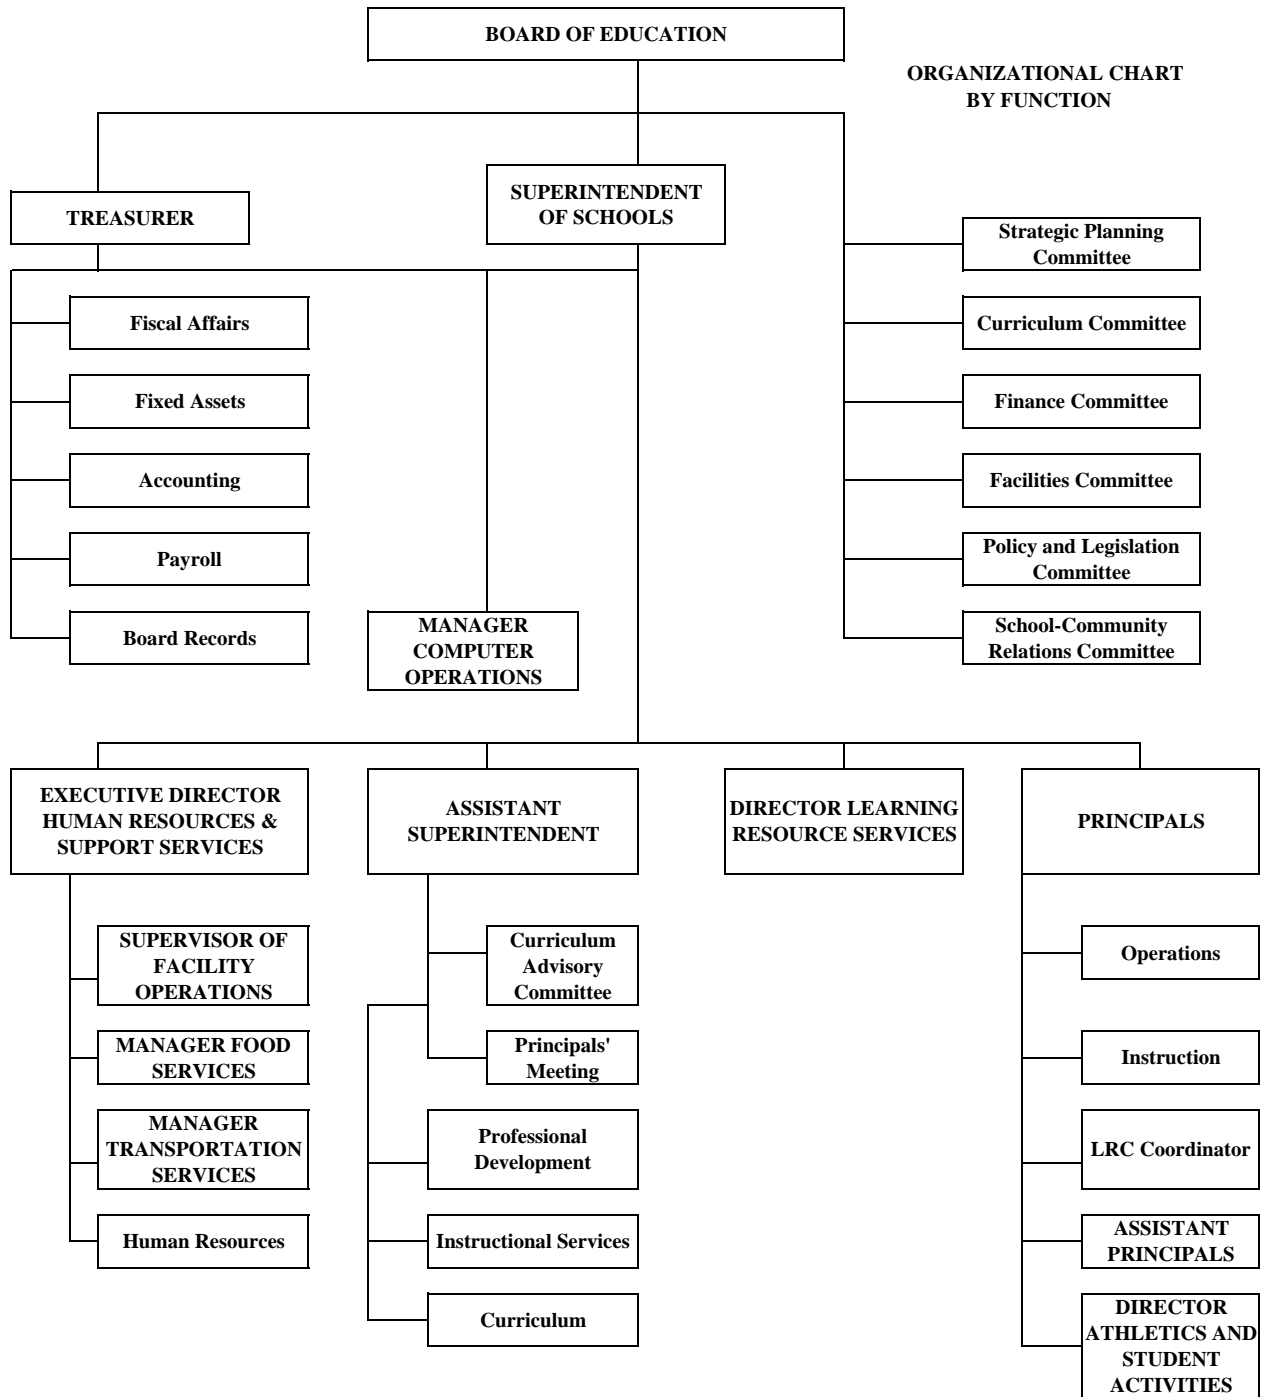 BOARD OF EDUCATION
ORGANIZATIONAL CHART
BY FUNCTION
SUPERINTENDENT
OF SCHOOLS
TREASURER
Strategic Planning
Committee
Fiscal Affairs
Curriculum Committee
Fixed Assets
Finance Committee
Accounting
Facilities Committee
Payroll
Policy and Legislation
Committee
Board Records
MANAGER
COMPUTER
OPERATIONS
School-Community
Relations Committee
EXECUTIVE DIRECTOR
HUMAN RESOURCES &
SUPPORT SERVICES
ASSISTANT
SUPERINTENDENT
DIRECTOR LEARNING
RESOURCE SERVICES
PRINCIPALS
SUPERVISOR OF
FACILITY
OPERATIONS
Curriculum
Advisory
Committee
Operations
MANAGER FOOD
SERVICES
Principals'
Meeting
Instruction
MANAGER
TRANSPORTATION
SERVICES
Professional
Development
LRC Coordinator
Human Resources
Instructional Services
ASSISTANT
PRINCIPALS
Curriculum
DIRECTOR
ATHLETICS AND
STUDENT
ACTIVITIES